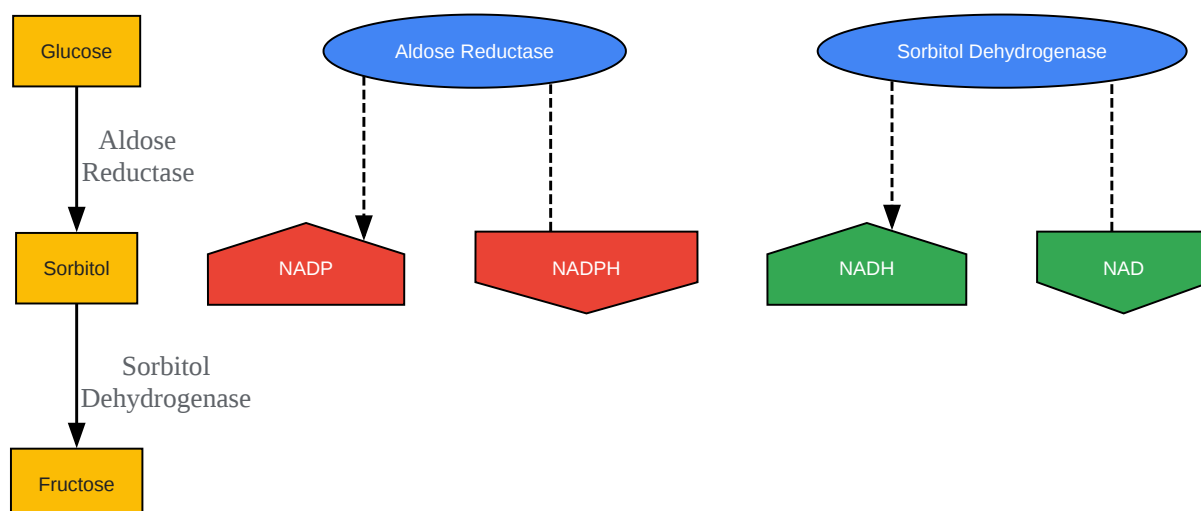 Glucose
Aldose Reductase
Sorbitol Dehydrogenase
Aldose
Reductase
Sorbitol
NADP
NADPH
NADH
NAD
Sorbitol
Dehydrogenase
Fructose